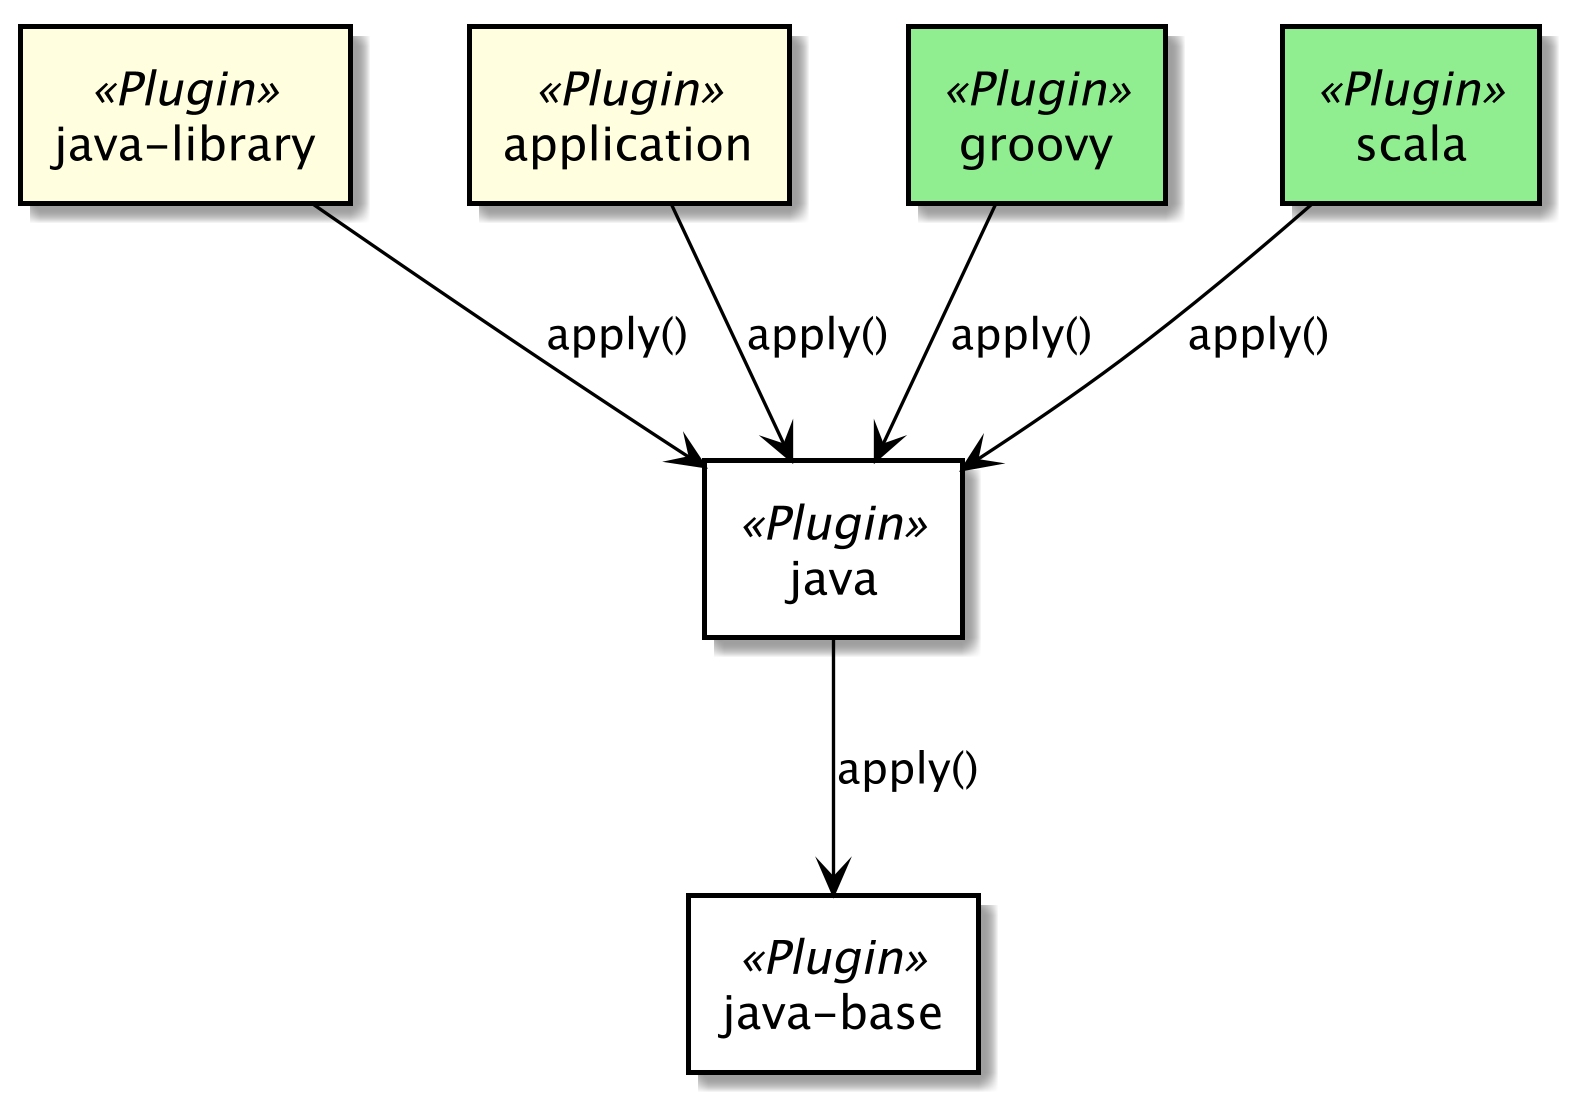 «Plugin»
java-library
«Plugin»
application
«Plugin»
groovy
«Plugin»
scala
apply()
apply()
apply()
apply()
«Plugin»
java
apply()
«Plugin»
java-base